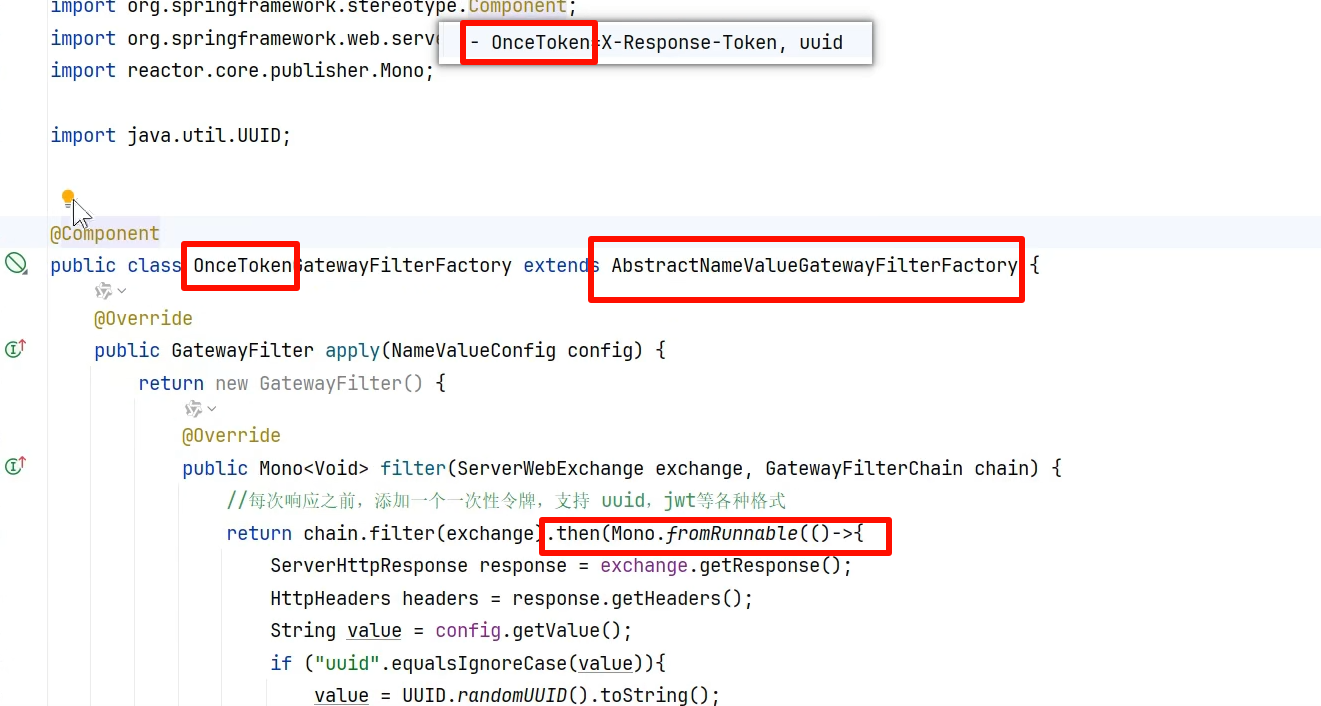 import org.springframework.stereotype.Component;
import org.springframework.web.serve
- OnceToken=X-Response-Token, uuid
import reactor.core.publisher.Mono;
import java.util.UUID;
@Component
public class OnceTokenGatewayFilterFactory extends AbstractNameValueGatewayFilterFactory {
@Override
public GatewayFilter apply(NameValueConfig config) {
return new GatewayFilter() {
@Override
public Mono<Void> filter(ServerWebExchange exchange, GatewayFilterChain chain) {
//每次响应之前，添加一个一次性令牌，支持 uuid，jwt等各种格式
return chain.filter(exchange).then(Mono.fromRunnable(()->{
ServerHttpResponse response = exchange.getResponse();
HttpHeaders headers = response.getHeaders();
String value = config.getValue();
if ("uuid".equalsIgnoreCase(value)){
value = UUID.randomUUID().toString();